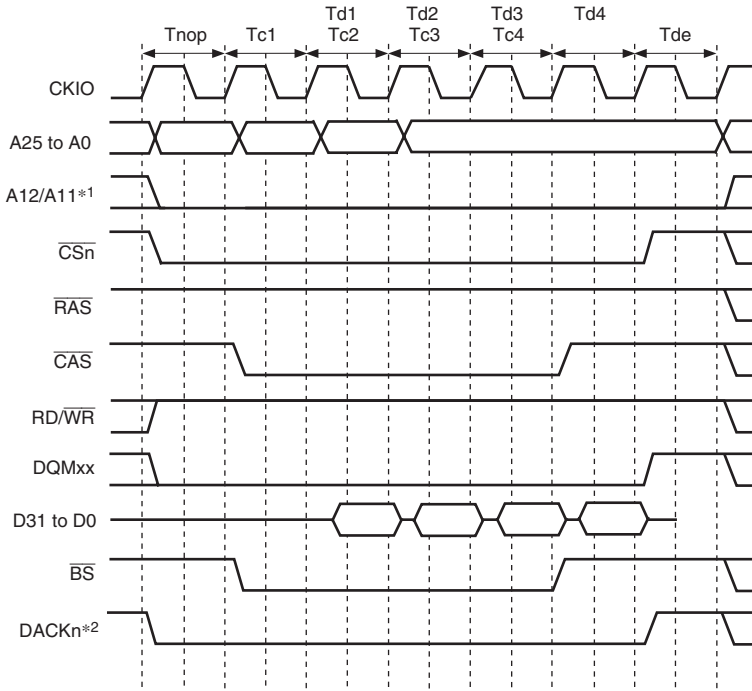 Td1 Td2 Td3 Td4
Tnop Tc1 Tc2 Tc3 Tc4 Tde
CKIO
A25 to A0
A12/A11*1
CSn
RAS
CAS
RD/WR
DQMxx
D31 to D0
BS
DACKn*2